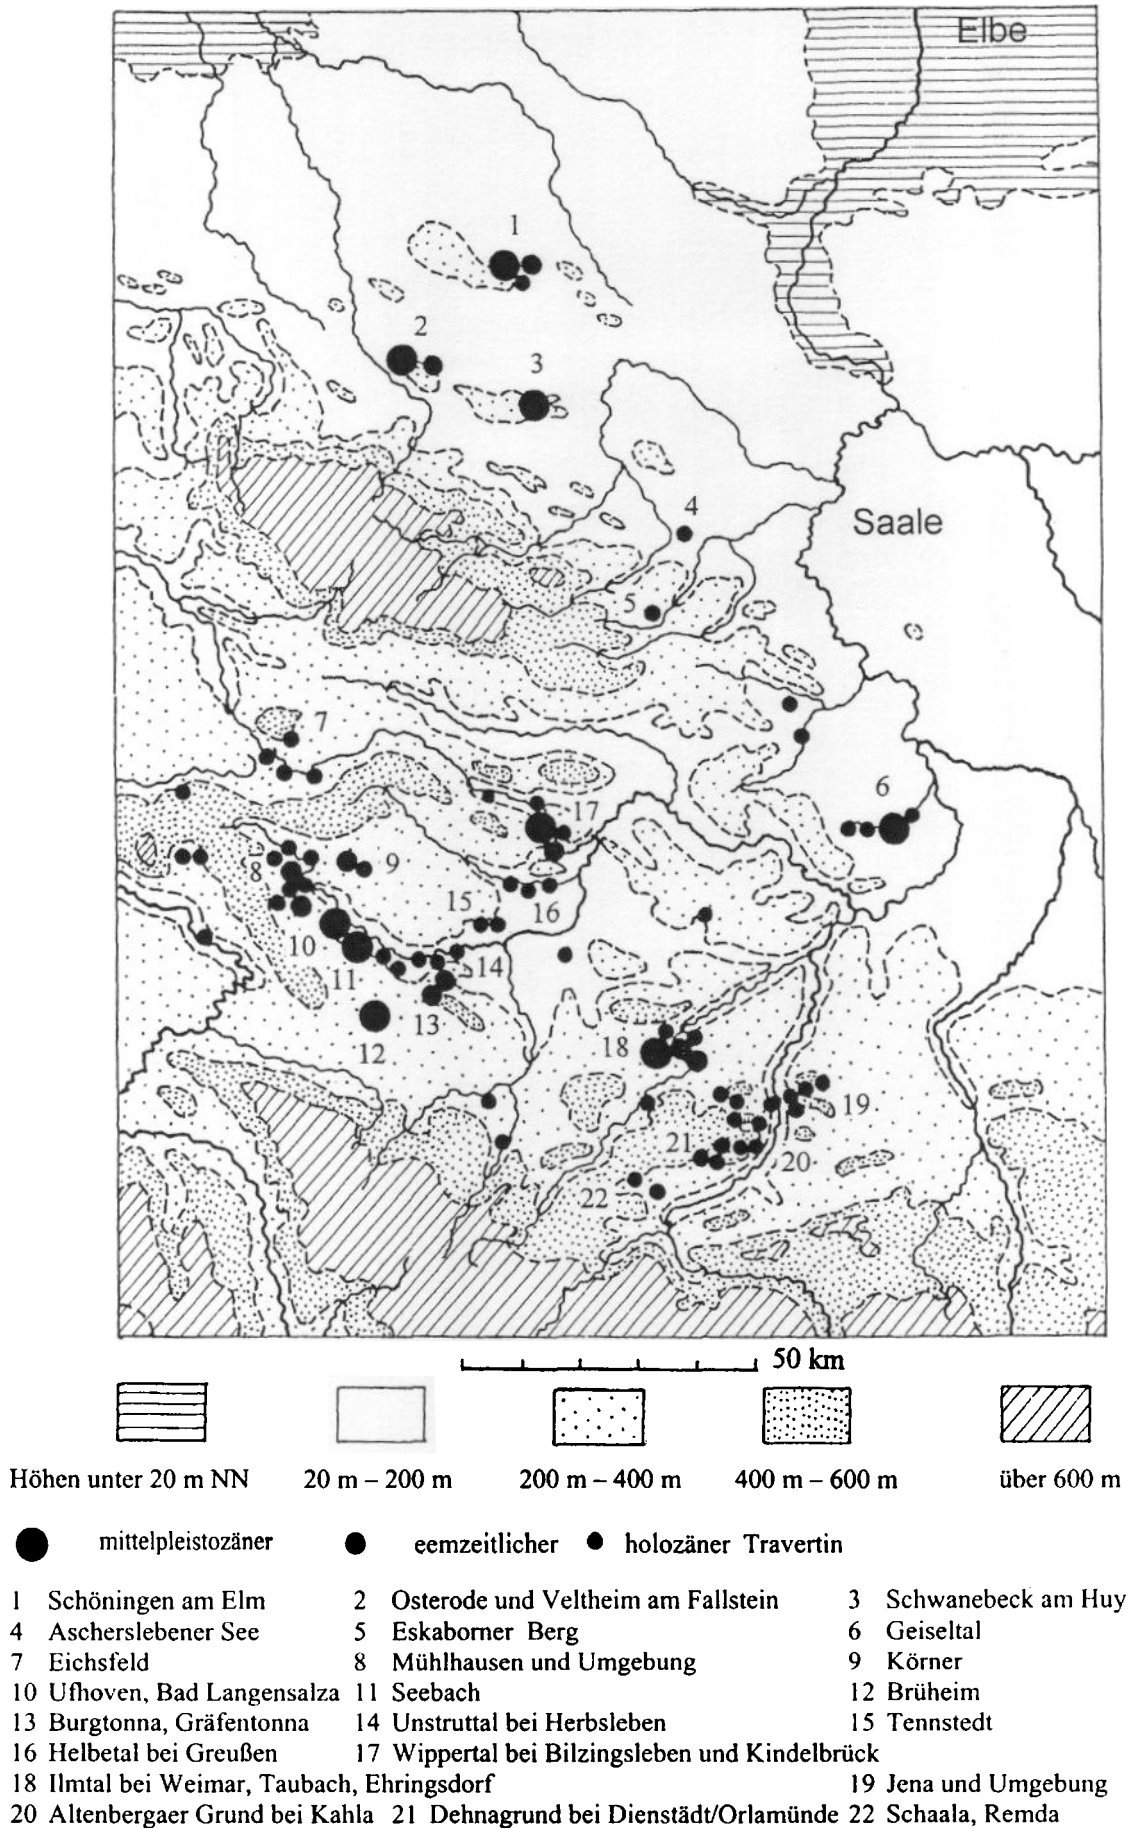 Elbe
1
2
3
4
Saale
5
7
6
17
9
8
15
16
10
14
11
13
12
18
19
21
20
22
50 km
Höhen unter 20 m NN 20 m – 200 m 200 m – 400 m 400 m – 600 m über 600 m
mittelpleistozäner eemzeitlicher holozäner Travertin
1 Schöningen am Elm 2 Osterode und Veltheim am Fallstein 3 Schwanebeck am Huy
4 Ascherslebener See 5 Eskaborner Berg 6 Geiseltal
7 Eichsfeld 8 Mühlhausen und Umgebung 9 Körner
10 Ufhoven, Bad Langensalza 11 Seebach 12 Brüheim
13 Burgtonna, Gräfentonna 14 Unstruttal bei Herbsleben 15 Tennstedt
16 Helbetal bei Greußen 17 Wippertal bei Bilzingsleben und Kindelbrück
18 Ilmtal bei Weimar, Taubach, Ehringsdorf 19 Jena und Umgebung
20 Altenbergaer Grund bei Kahla 21 Dehnagrund bei Dienstädt/Orlamünde 22 Schaala, Remda